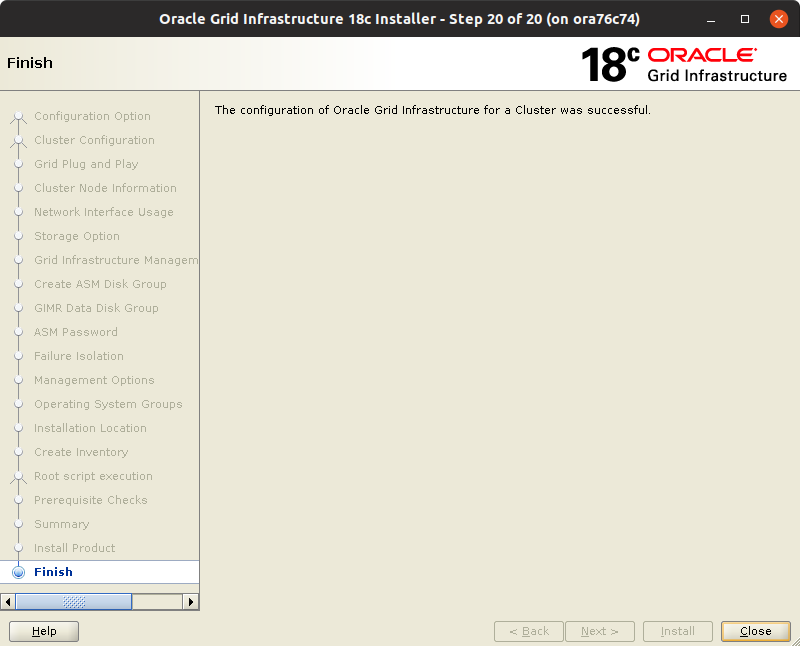 Oracle Grid Infrastructure 18c Installer - Step 20 of 20 (on ora76c74)
Finish
18c ORACLE
Grid Infrastructure
Configuration Option
Cluster Configuration
Grid Plug and Play
Cluster Node Information
Network Interface Usage
Storage Option
Grid Infrastructure Managem
Create ASM Disk Group
GIMR Data Disk Group
ASM Password
Failure Isolation
Management Options
Operating System Groups
Installation Location
Create Inventory
Root script execution
Prerequisite Checks
Summary
Install Product
Finish
The configuration of Oracle Grid Infrastructure for a Cluster was successful.
Help
< Back
Next >
Install
Close